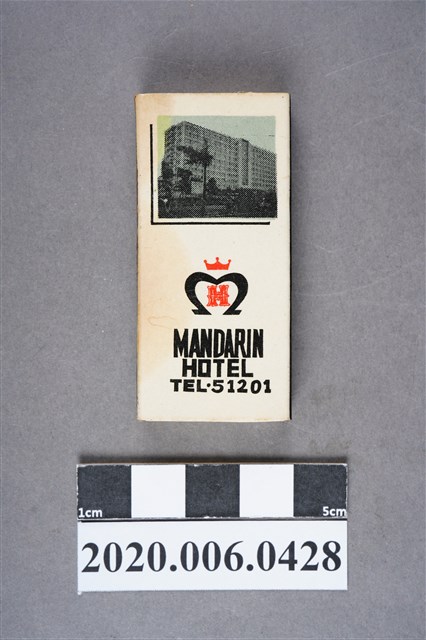 H
MANDARIN
HOTEL
TEL·51201
1cm
5cm
2020.006.0428